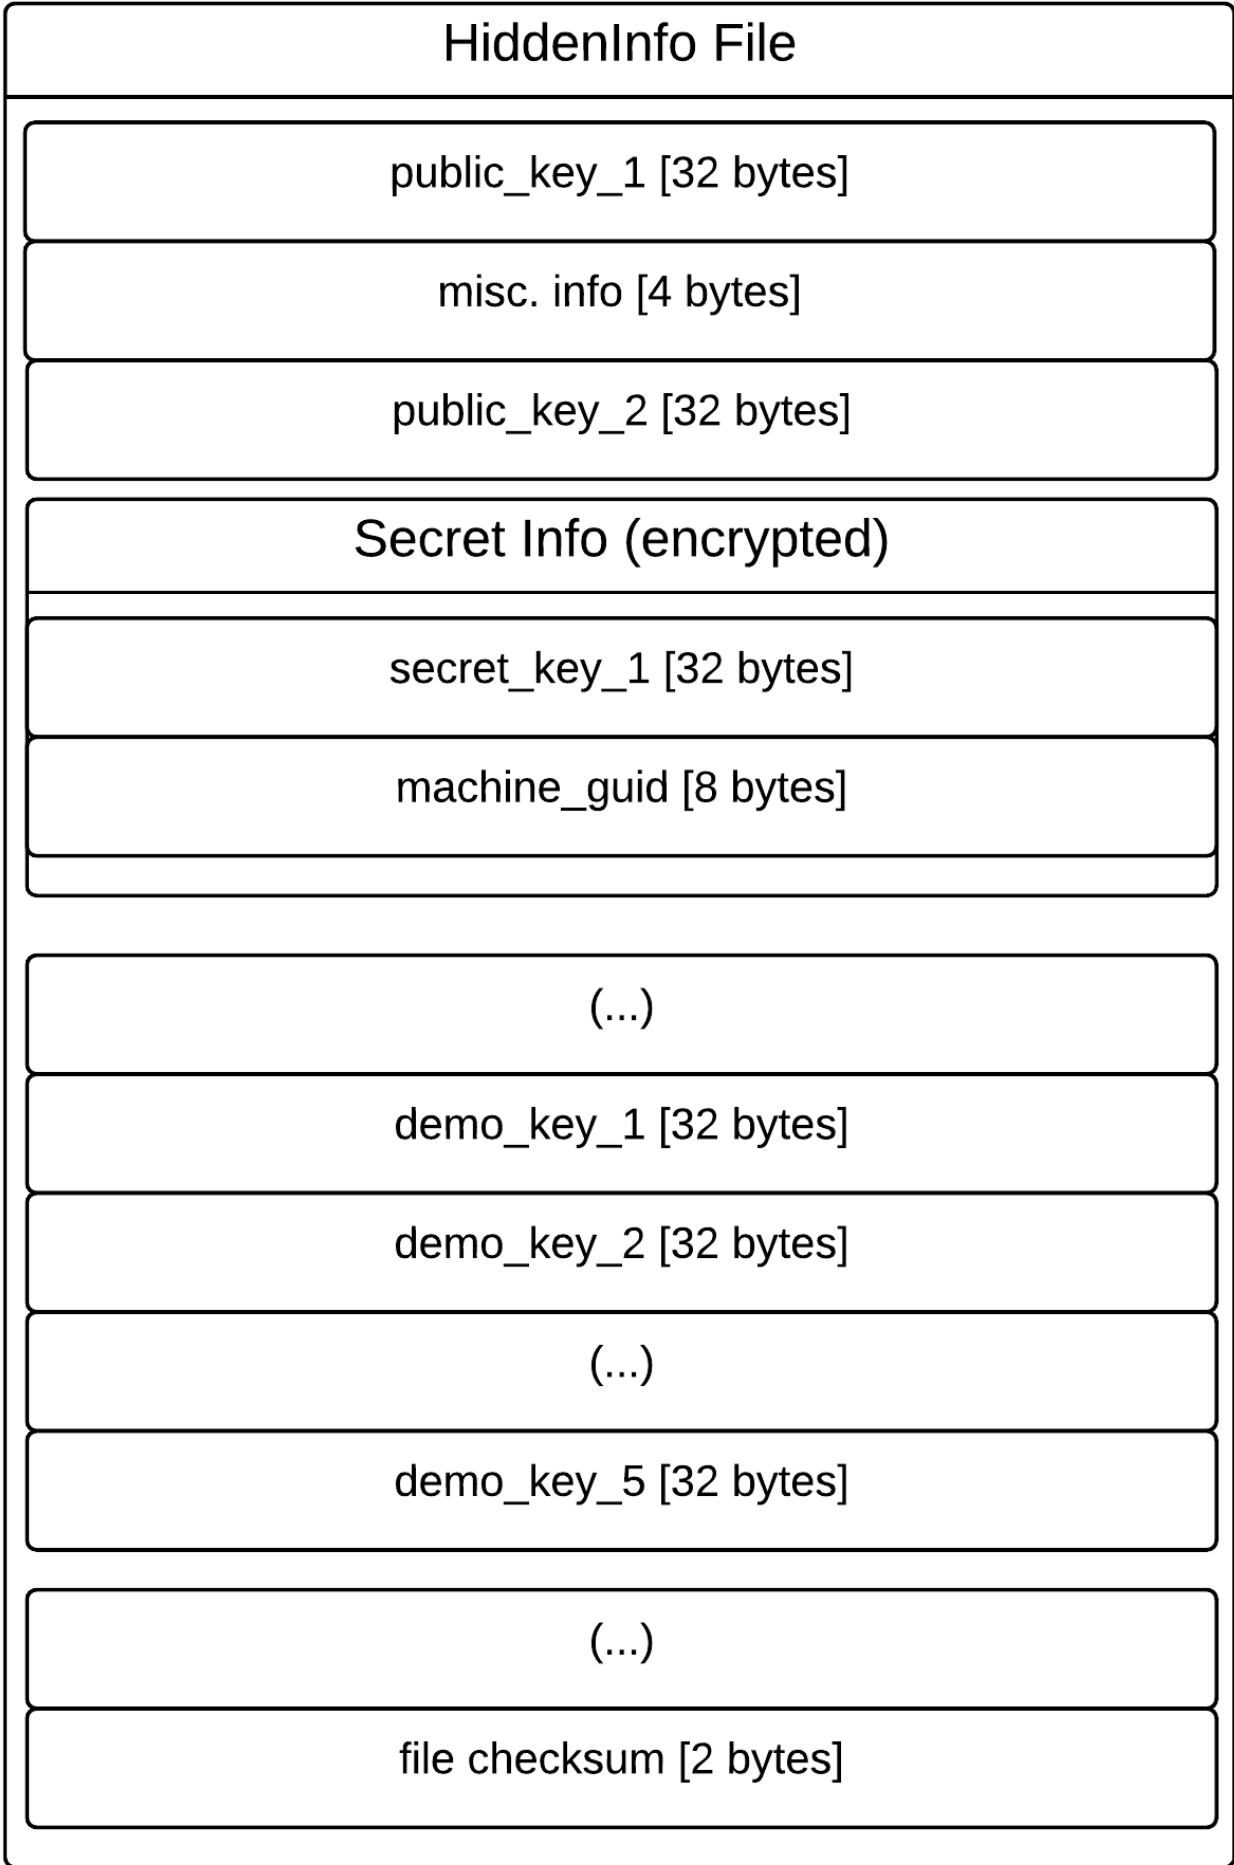 HiddenInfo File
public_key_1 [32 bytes]
misc. info [4 bytes]
public_key_2 [32 bytes]
Secret Info (encrypted)
secret_key_1 [32 bytes]
machine_guid [8 bytes]
(...)
demo_key_1 [32 bytes]
demo_key_2 [32 bytes]
(...)
demo_key_5 [32 bytes]
(...)
file checksum [2 bytes]